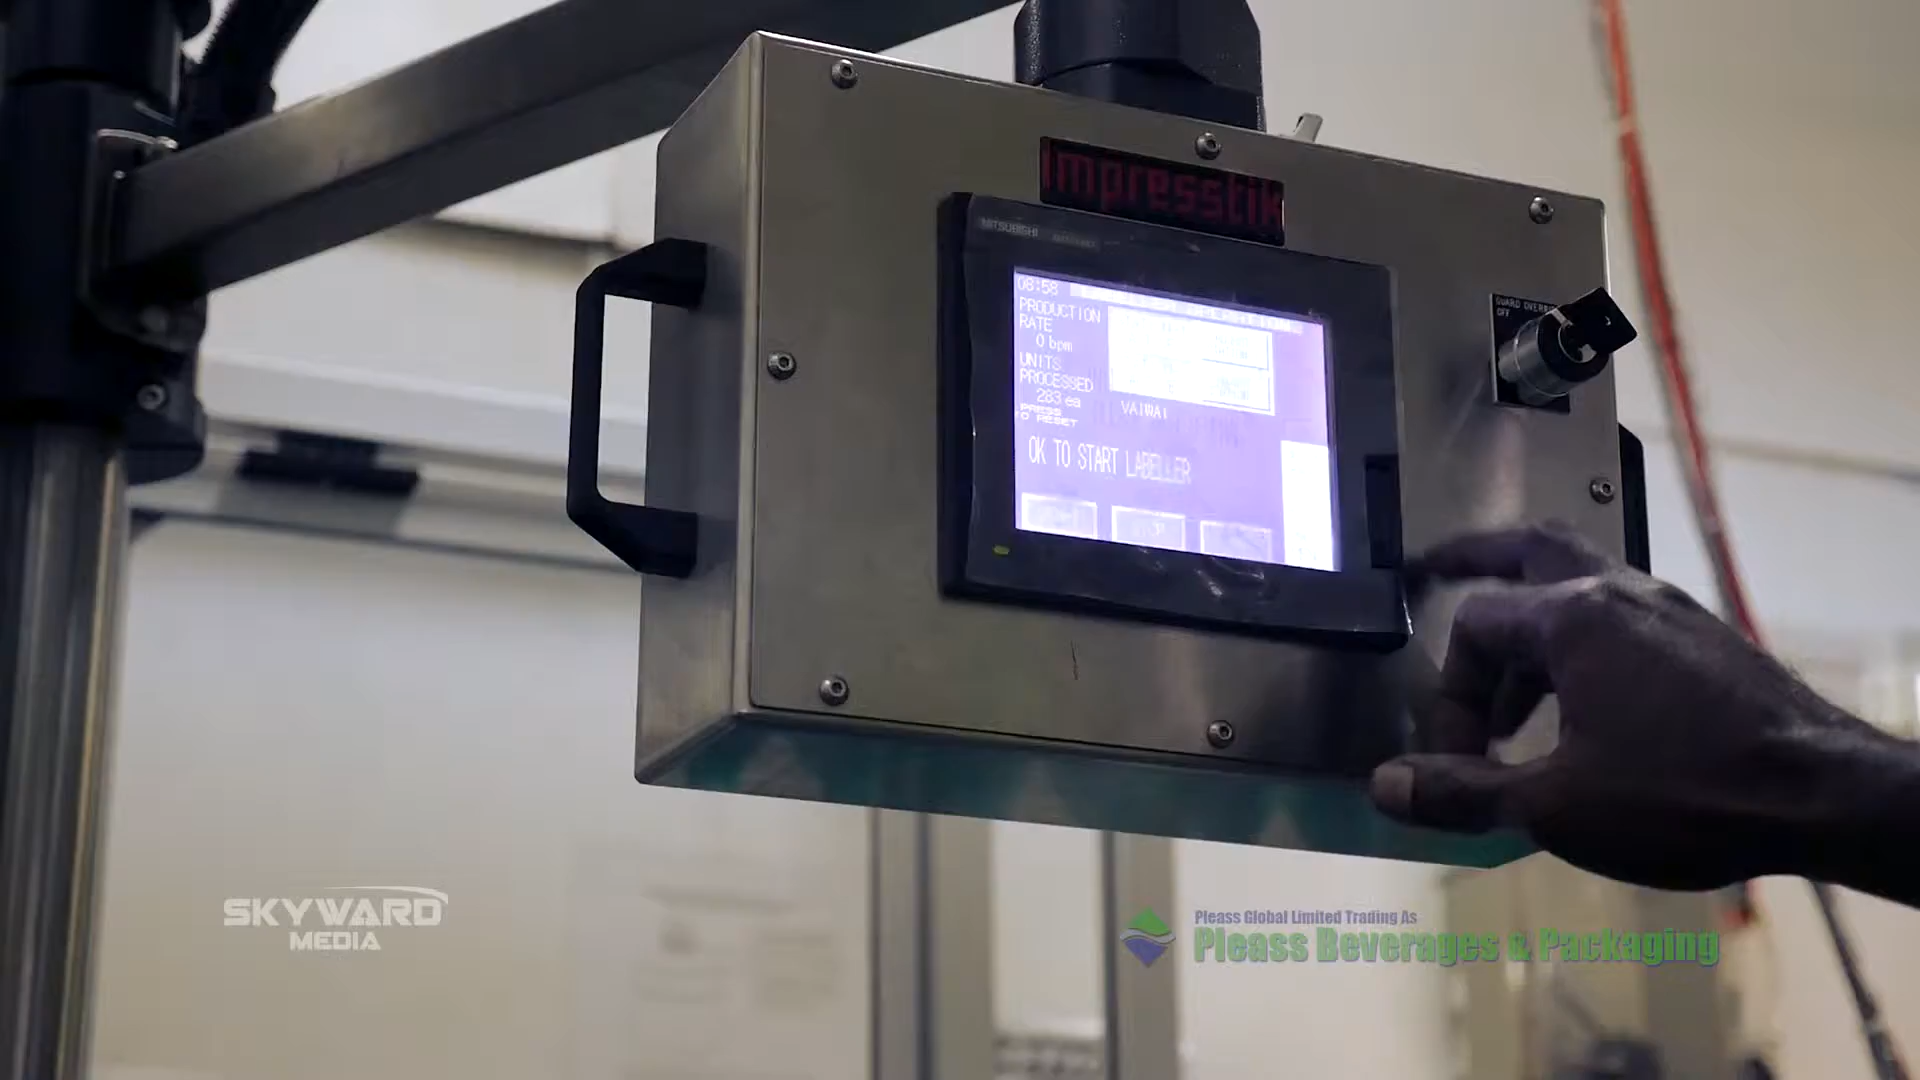 impresstik
MITSUBISHI
08:58
PRODUCTION
RATE
0 bpm
UNITS
PROCESSED
283 ea
PRESS
TO RESET
VAIWAI
OK TO START LABELLER
STOP
GUARD OVERRIDE
OFF
SKYWARD
MEDIA
Pleass Global Limited Trading As
Pleass Beverages & Packaging